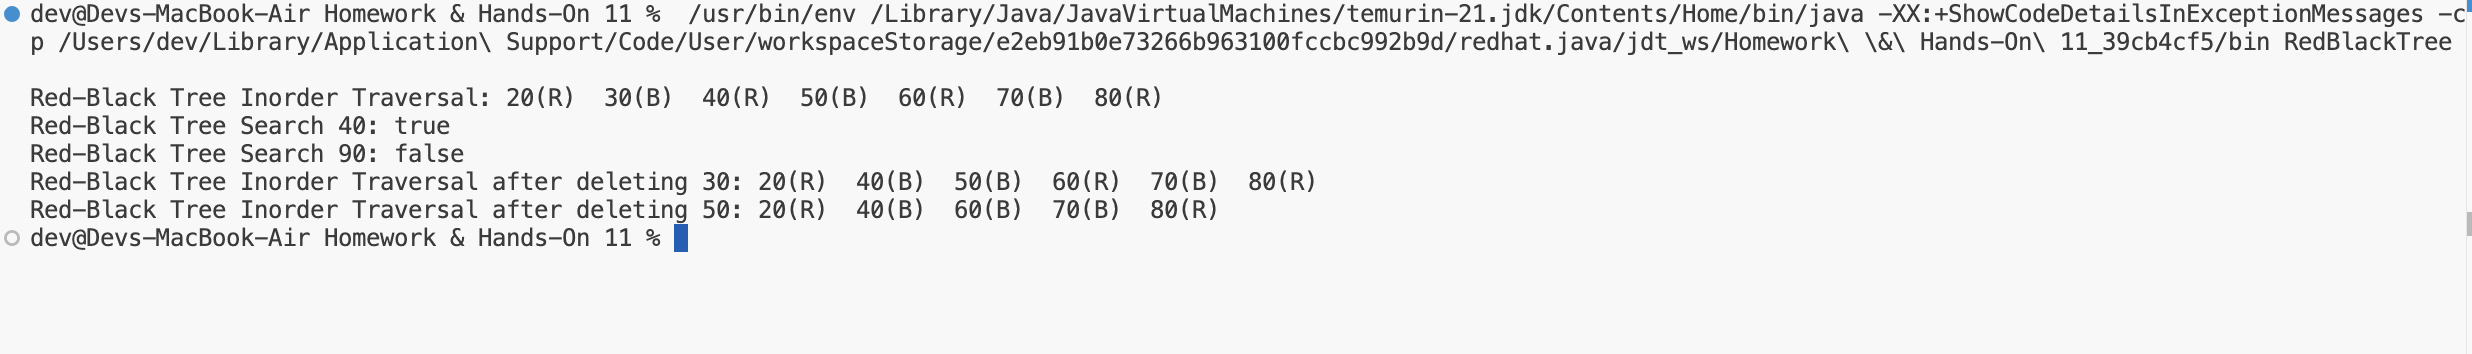 dev@Devs-MacBook-Air Homework & Hands-On 11 %  /usr/bin/env /Library/Java/JavaVirtualMachines/temurin-21.jdk/Contents/Home/bin/java -XX:+ShowCodeDetailsInExceptionMessages -c
p /Users/dev/Library/Application\ Support/Code/User/workspaceStorage/e2eb91b0e73266b963100fccbc992b9d/redhat.java/jdt_ws/Homework\ \&\ Hands-On\ 11_39cb4cf5/bin RedBlackTree
Red-Black Tree Inorder Traversal: 20(R)  30(B)  40(R)  50(B)  60(R)  70(B)  80(R)
Red-Black Tree Search 40: true
Red-Black Tree Search 90: false
Red-Black Tree Inorder Traversal after deleting 30: 20(R)  40(B)  50(B)  60(R)  70(B)  80(R)
Red-Black Tree Inorder Traversal after deleting 50: 20(R)  40(B)  60(B)  70(B)  80(R)
dev@Devs-MacBook-Air Homework & Hands-On 11 %